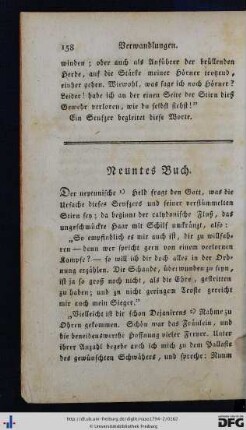 158 Verwandlungen.
winden; oder auch als Anführer der brüllenden
Herde, auf die Stärke meiner Hörner trotzend,
einher gehen. Wiewohl, was sage ich noch Hörner?
Leider! habe ich an der einen Seite der Stirn dieß
Gewehr verloren, wie du selbst siehst!“
Ein Seufzer begleitet diese Worte.
Neuntes Buch.
Der neptunische Held fragt den Gott, was die
Ursache dieses Seufzers und seiner verstümmelten
Stirn sey; da beginnt der calydonische Fluß, das
ungeschmückte Haar mit Schilf umkränzt, also:
„So empfindlich es mir auch ist, dir zu willfah-
ren — denn wer spricht gern von einem verlornen
Kampfe? — so will ich dir doch alles in der Ord-
nung erzählen. Die Schande, überwunden zu seyn,
ist ja so groß noch nicht, als die Ehre, gestritten
zu haben; und zu nicht geringem Troste gereicht
mir noch mein Sieger.“
„Vielleicht ist dir schon Dejanirens Nahme zu
Ohren gekommen. Schön war das Fräulein, und
die beneidenswerthe Hoffnung vieler Freyer. Unter
ihrer Anzahl begebe auch ich mich zu dem Pallaste
des gewünschten Schwähers, und spreche: Nimm
© Universitätsbibliothek Freiburg